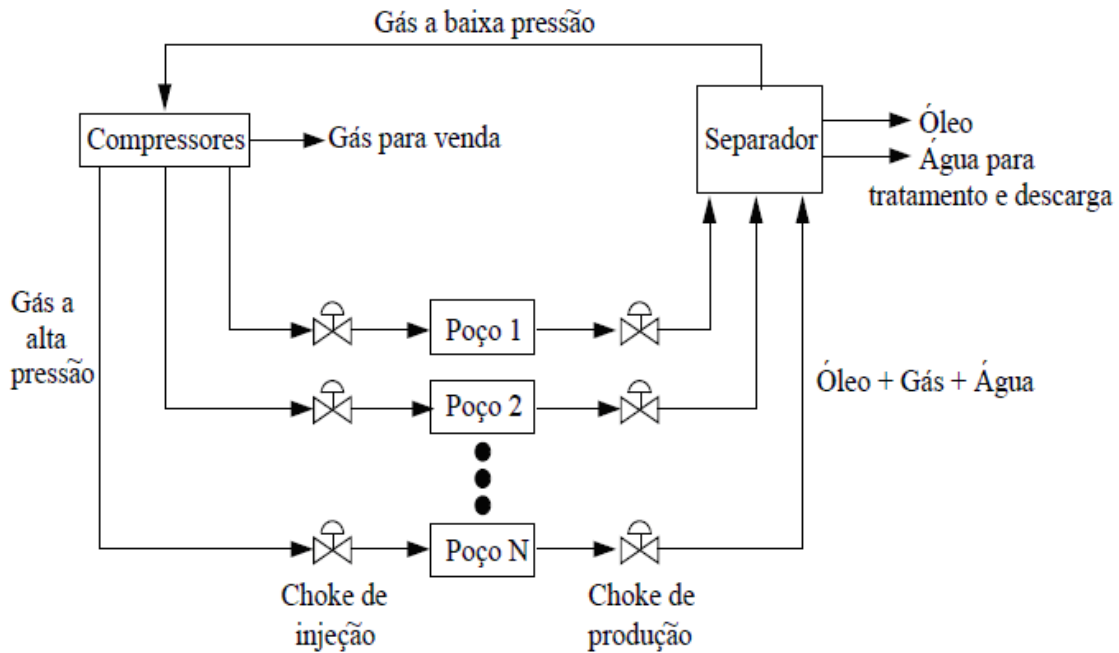 Gás a baixa pressão
Compressores
Gás para venda
Separador
Óleo
Água para
tratamento e descarga
Gás a
alta
pressão
Poço 1
Poço 2
Óleo + Gás + Água
Poço N
Choke de
injeção
Choke de
produção